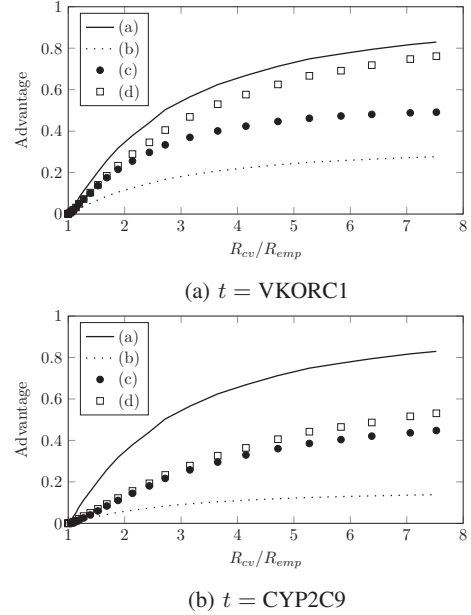 1
0.8
0.6
0.4
0.2
0
Advantage
(a)
(b)
(c)
(d)
1 2 3 4 5 6 7 8
R_cv/R_emp
(a) t = VKORC1
1
0.8
0.6
0.4
0.2
0
Advantage
(a)
(b)
(c)
(d)
1 2 3 4 5 6 7 8
R_cv/R_emp
(b) t = CYP2C9